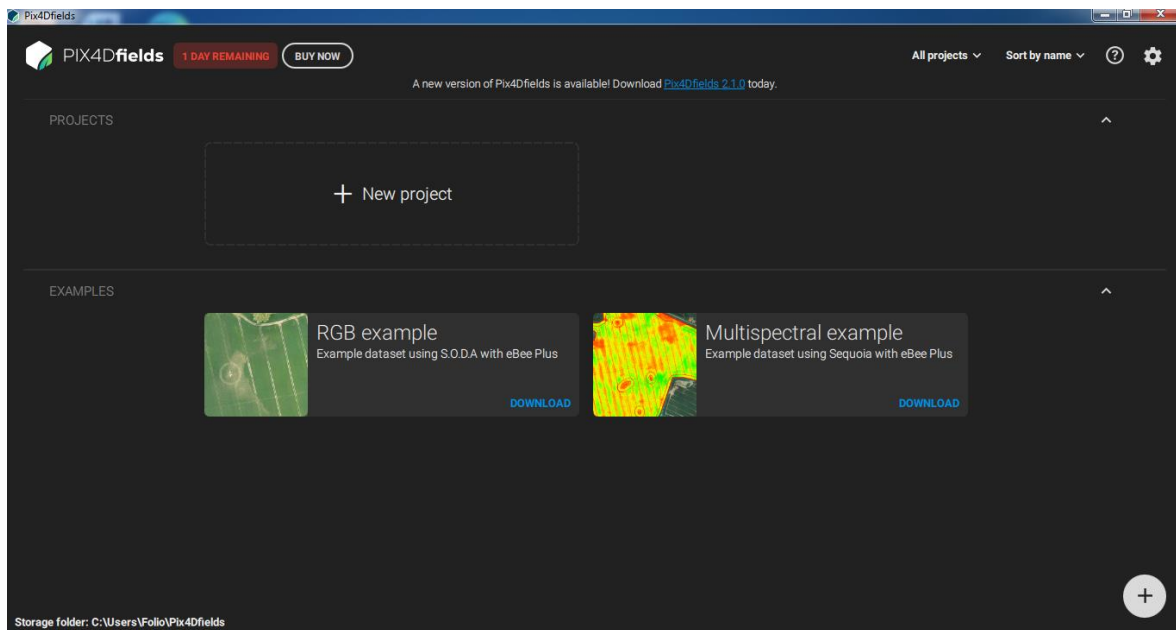 Pix4Dfields
PIX4Dfields 1 DAY REMAINING BUY NOW All projects Sort by name
A new version of Pix4Dfields is available! Download Pix4Dfields 2.1.0 today.
PROJECTS
+ New project
EXAMPLES
RGB example
Example dataset using S.O.D.A with eBee Plus
DOWNLOAD
Multispectral example
Example dataset using Sequoia with eBee Plus
DOWNLOAD
Storage folder: C:\Users\Folio\Pix4Dfields